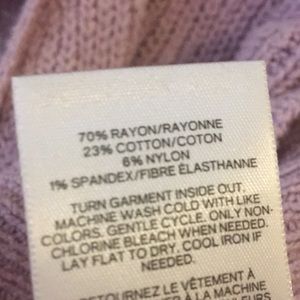 70% RAYON/RAYONNE
23% COTTON/COTON
6% NYLON
1% SPANDEX/FIBRE ÉLASTHANNE
TURN GARMENT INSIDE OUT,
MACHINE WASH COLD WITH LIKE
COLORS. GENTLE CYCLE. ONLY NON-
CHLORINE BLEACH WHEN NEEDED.
LAY FLAT TO DRY. COOL IRON IF
NEEDED.
RETOURNEZ LE VÊTEMENT À
À LA MACHINE